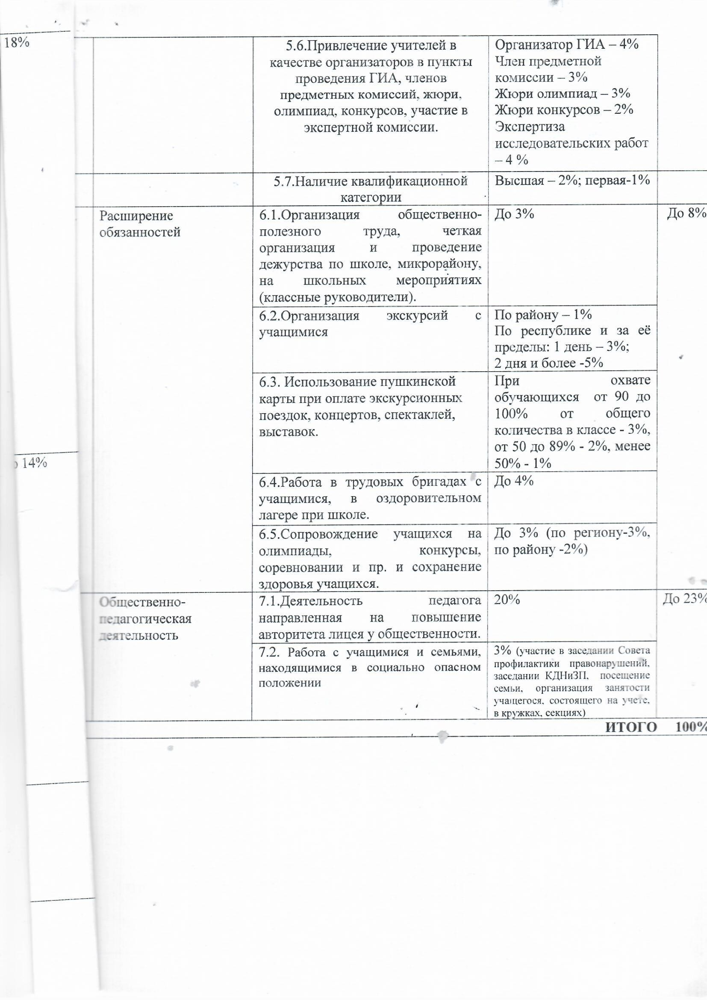 18%
5.6.Привлечение учителей в
качестве организаторов в пункты
проведения ГИА, членов
предметных комиссий, жюри,
олимпиад, конкурсов, участие в
экспертной комиссии.
Организатор ГИА – 4%
Член предметной
комиссии – 3%
Жюри олимпиад – 3%
Жюри конкурсов – 2%
Экспертиза
исследовательских работ
– 4 %
5.7.Наличие квалификационной
категории
Высшая – 2%; первая-1%
Расширение
обязанностей
6.1.Организация общественно-
полезного труда, четкая
организация и проведение
дежурства по школе, микрорайону,
на школьных мероприятиях
(классные руководители).
До 3%
До 8%
6.2.Организация экскурсий с
учащимися
По району – 1%
По республике и за её
пределы: 1 день – 3%;
2 дня и более -5%
6.3. Использование пушкинской
карты при оплате экскурсионных
поездок, концертов, спектаклей,
выставок.
При охвате
обучающихся от 90 до
100% от общего
количества в классе - 3%,
от 50 до 89% - 2%, менее
50% - 1%
14%
6.4.Работа в трудовых бригадах с
учащимися, в оздоровительном
лагере при школе.
До 4%
6.5.Сопровождение учащихся на
олимпиады, конкурсы,
соревновании и пр. и сохранение
здоровья учащихся.
До 3% (по региону-3%,
по району -2%)
Общественно-
педагогическая
деятельность
7.1.Деятельность педагога
направленная на повышение
авторитета лицея у общественности.
20%
До 23%
7.2. Работа с учащимися и семьями,
находящимися в социально опасном
положении
3% (участие в заседании Совета
профилактики правонарушений,
заседании КДНиЗП, посещение
семьи, организация занятости
учащегося, состоящего на учете,
в кружках, секциях)
ИТОГО 100%